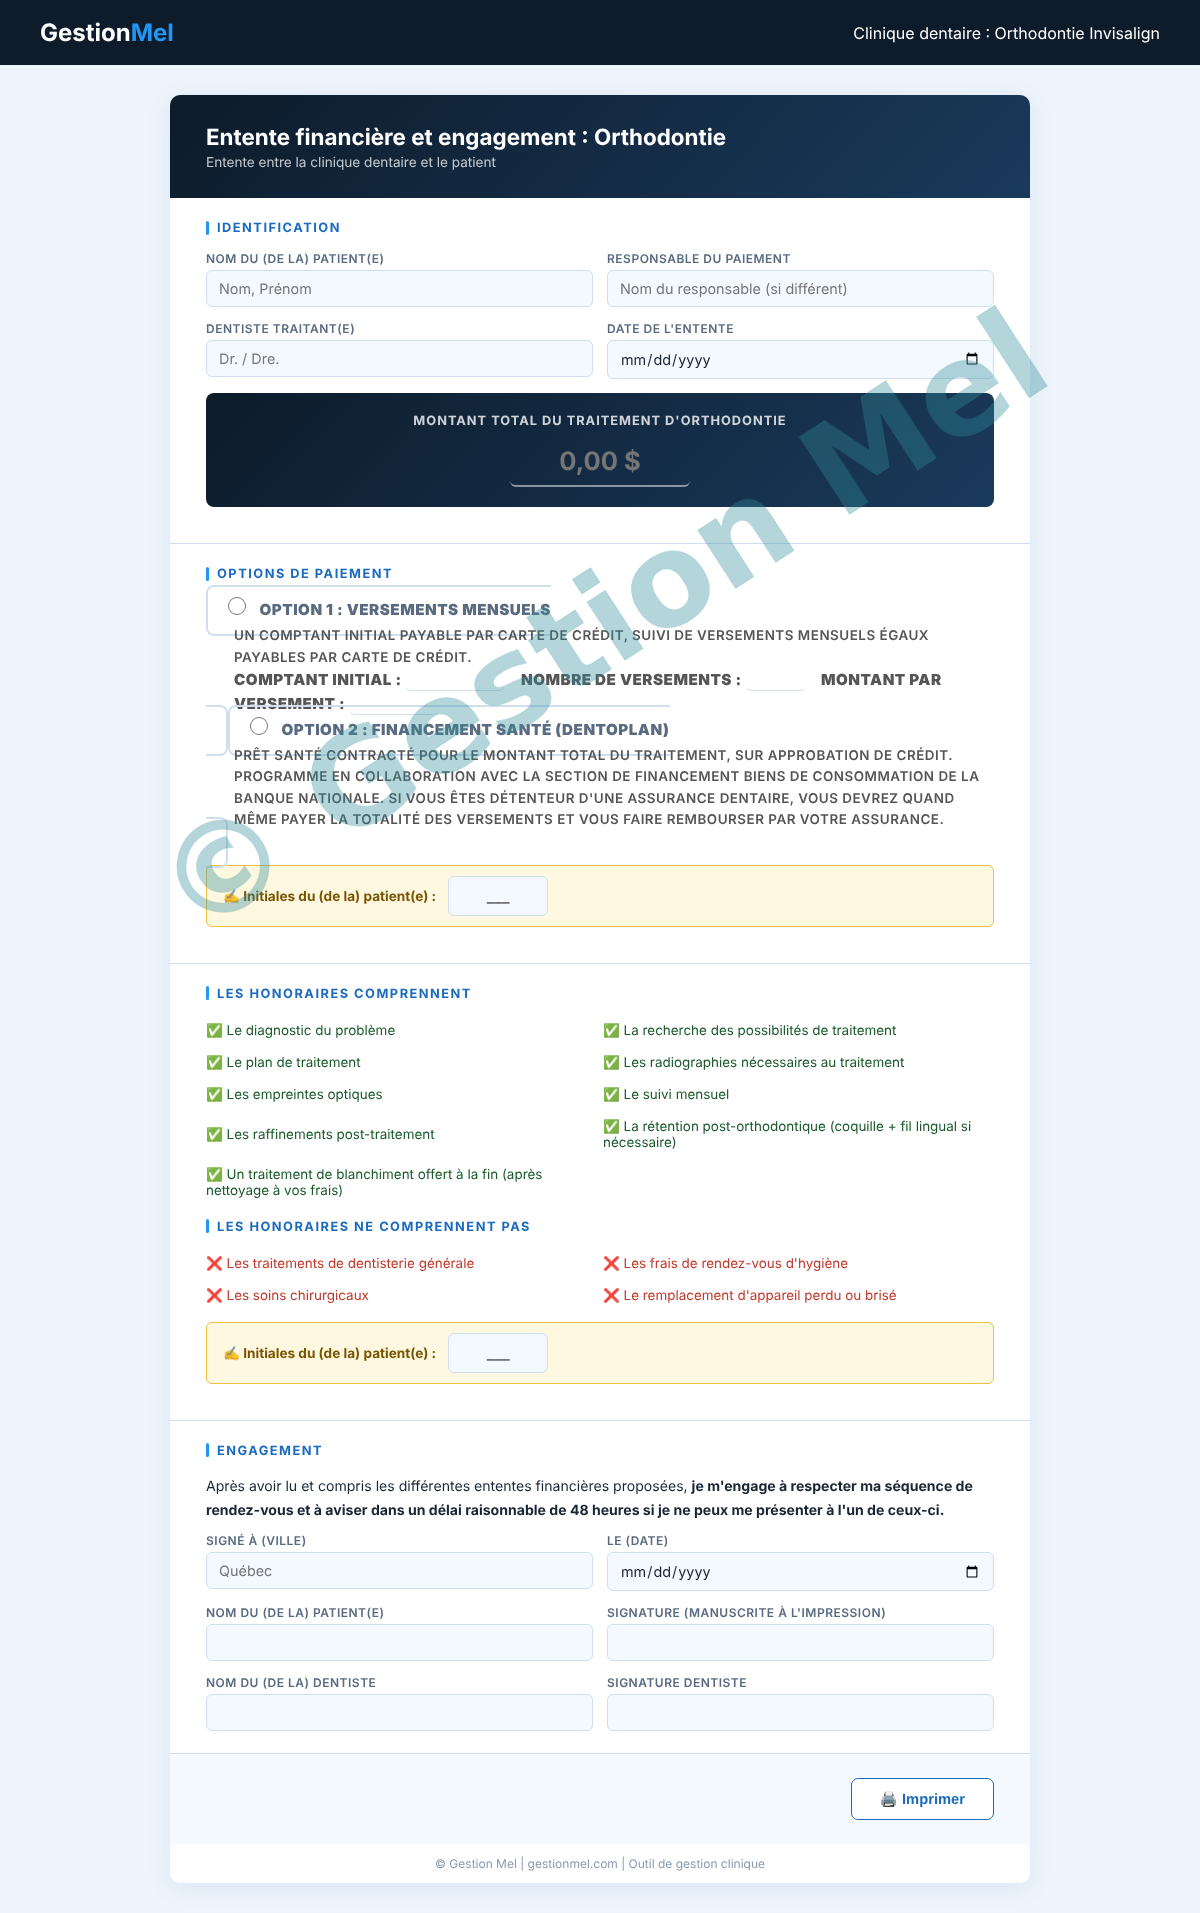 GestionMel
Clinique dentaire : Orthodontie Invisalign
Entente financière et engagement : Orthodontie
Entente entre la clinique dentaire et le patient
IDENTIFICATION
NOM DU (DE LA) PATIENT(E)
RESPONSABLE DU PAIEMENT
Nom, Prénom
Nom du responsable (si différent)
DENTISTE TRAITANT(E)
DATE DE L'ENTENTE
Dr. / Dre.
mm/dd/yyyy
MONTANT TOTAL DU TRAITEMENT D'ORTHODONTIE
0,00 $
© Gestion Mel
OPTIONS DE PAIEMENT
OPTION 1 : VERSEMENTS MENSUELS
UN COMPTANT INITIAL PAYABLE PAR CARTE DE CRÉDIT, SUIVI DE VERSEMENTS MENSUELS ÉGAUX
PAYABLES PAR CARTE DE CRÉDIT.
COMPTANT INITIAL : NOMBRE DE VERSEMENTS : MONTANT PAR
VERSEMENT :
OPTION 2 : FINANCEMENT SANTÉ (DENTOPLAN)
PRÊT SANTÉ CONTRACTÉ POUR LE MONTANT TOTAL DU TRAITEMENT, SUR APPROBATION DE CRÉDIT.
PROGRAMME EN COLLABORATION AVEC LA SECTION DE FINANCEMENT BIENS DE CONSOMMATION DE LA
BANQUE NATIONALE. SI VOUS ÊTES DÉTENTEUR D'UNE ASSURANCE DENTAIRE, VOUS DEVREZ QUAND
MÊME PAYER LA TOTALITÉ DES VERSEMENTS ET VOUS FAIRE REMBOURSER PAR VOTRE ASSURANCE.
✍️ Initiales du (de la) patient(e) : ___
LES HONORAIRES COMPRENNENT
✅ Le diagnostic du problème
✅ La recherche des possibilités de traitement
✅ Le plan de traitement
✅ Les radiographies nécessaires au traitement
✅ Les empreintes optiques
✅ Le suivi mensuel
✅ Les raffinements post-traitement
✅ La rétention post-orthodontique (coquille + fil lingual si
nécessaire)
✅ Un traitement de blanchiment offert à la fin (après
nettoyage à vos frais)
LES HONORAIRES NE COMPRENNENT PAS
❌ Les traitements de dentisterie générale
❌ Les frais de rendez-vous d'hygiène
❌ Les soins chirurgicaux
❌ Le remplacement d'appareil perdu ou brisé
✍️ Initiales du (de la) patient(e) : ___
ENGAGEMENT
Après avoir lu et compris les différentes ententes financières proposées, je m'engage à respecter ma séquence de
rendez-vous et à aviser dans un délai raisonnable de 48 heures si je ne peux me présenter à l'un de ceux-ci.
SIGNÉ À (VILLE)
LE (DATE)
Québec
mm/dd/yyyy
NOM DU (DE LA) PATIENT(E)
SIGNATURE (MANUSCRITE À L'IMPRESSION)
NOM DU (DE LA) DENTISTE
SIGNATURE DENTISTE
🖨️ Imprimer
© Gestion Mel | gestionmel.com | Outil de gestion clinique